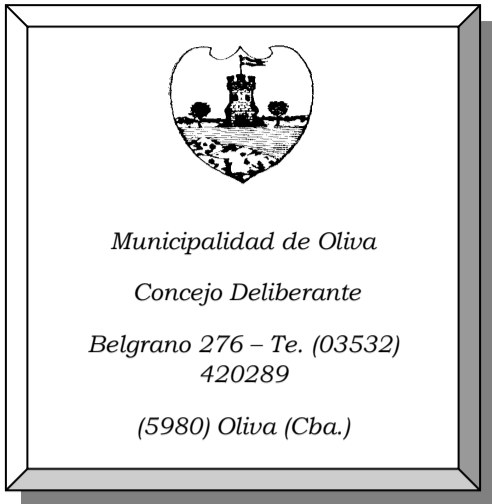 Municipalidad de Oliva
Concejo Deliberante
Belgrano 276 – Te. (03532)
420289
(5980) Oliva (Cba.)